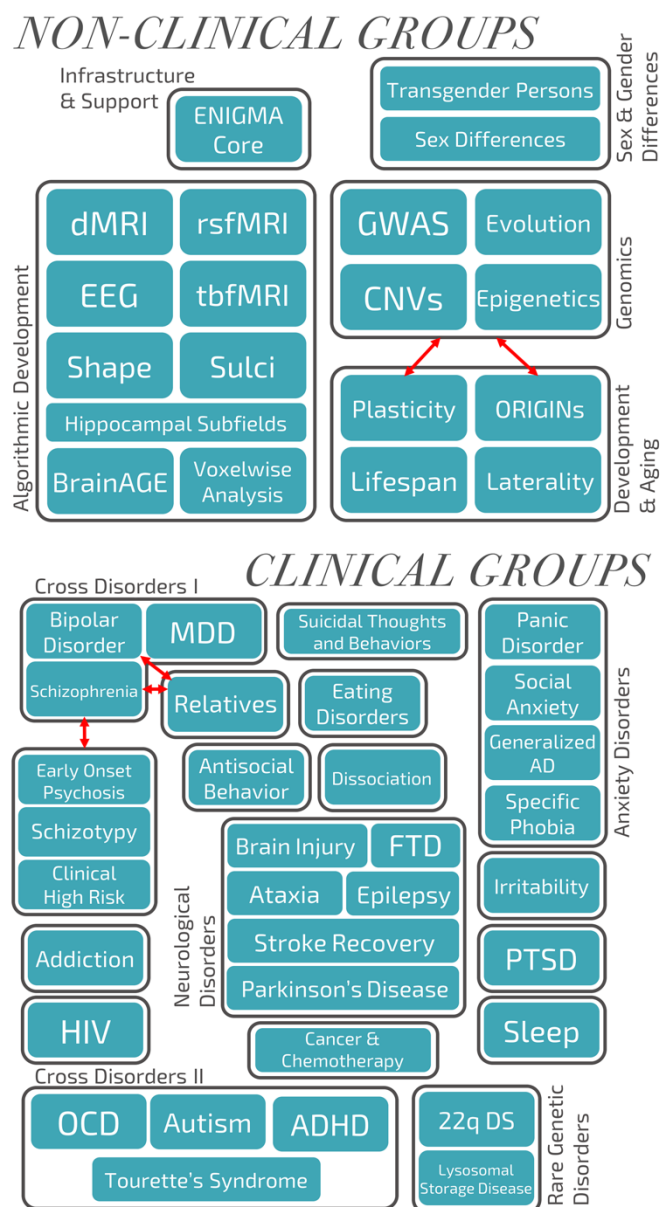 NON-CLINICAL GROUPS
Infrastructure
& Support
ENIGMA
Core
Transgender Persons
Sex Differences
Sex & Gender
Differences
Algorithmic Development
dMRI
rsfMRI
EEG
tbfMRI
Shape
Sulci
Hippocampal Subfields
BrainAGE
Voxelwise
Analysis
GWAS
Evolution
CNVs
Epigenetics
Genomics
Plasticity
ORIGINs
Lifespan
Laterality
Development
& Aging
CLINICAL GROUPS
Cross Disorders I
Bipolar
Disorder
MDD
Schizophrenia
Relatives
Suicidal Thoughts
and Behaviors
Eating
Disorders
Antisocial
Behavior
Dissociation
Panic
Disorder
Social
Anxiety
Generalized
AD
Specific
Phobia
Anxiety Disorders
Early Onset
Psychosis
Schizotypy
Clinical
High Risk
Neurological
Disorders
Brain Injury
FTD
Ataxia
Epilepsy
Stroke Recovery
Parkinson's Disease
Irritability
PTSD
Sleep
Addiction
HIV
Cancer &
Chemotherapy
Cross Disorders II
OCD
Autism
ADHD
Tourette's Syndrome
22q DS
Lysosomal
Storage Disease
Rare Genetic
Disorders